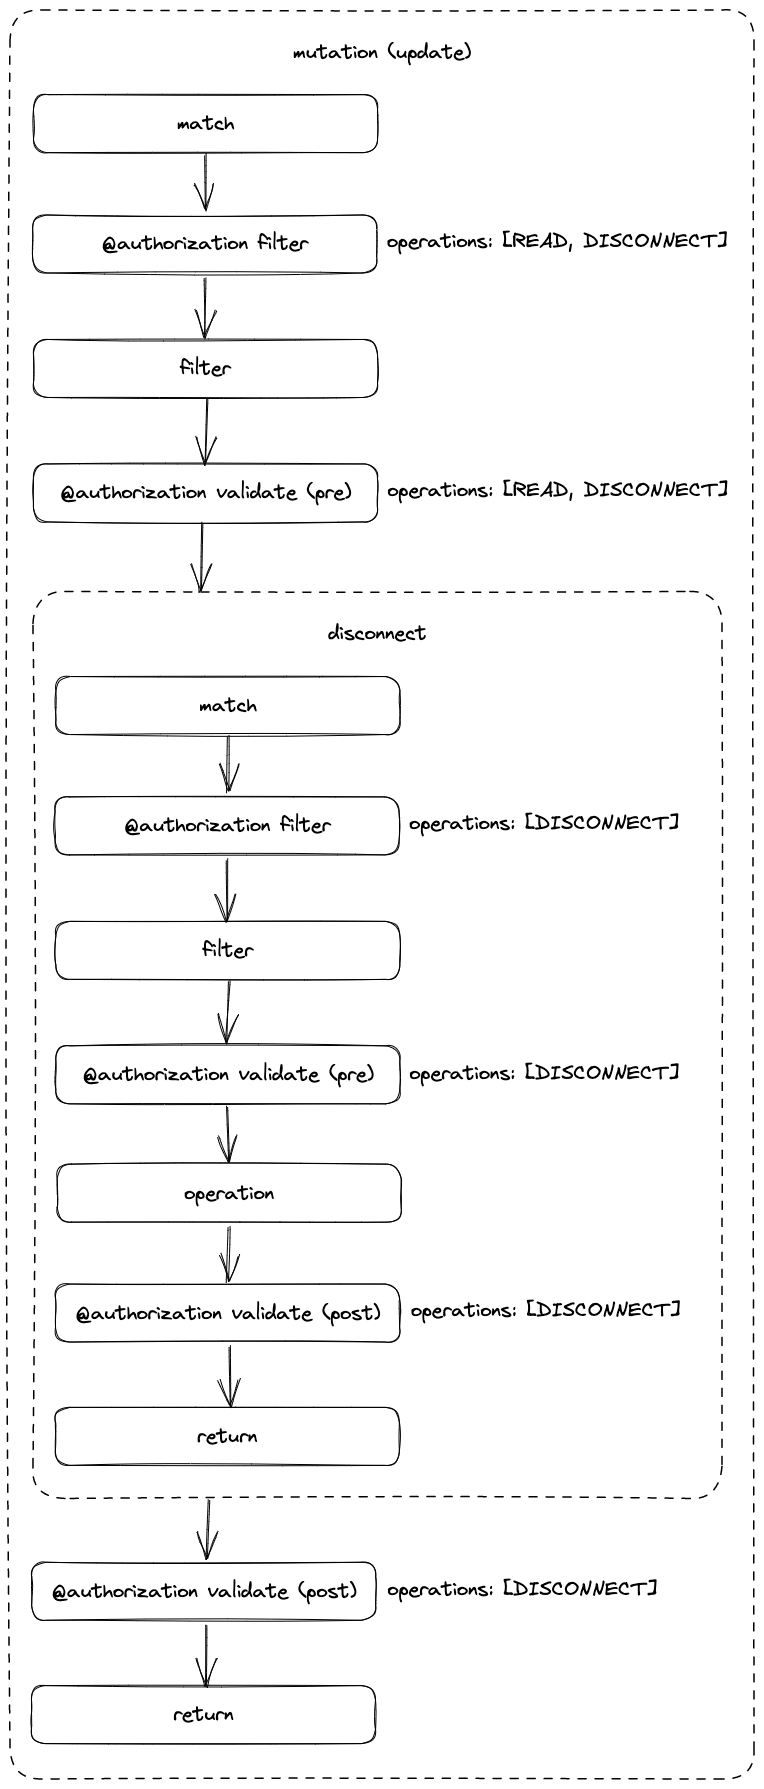 mutation (update)
match
@authorization filter operations: [READ, DISCONNECT]
filter
@authorization validate (pre) operations: [READ, DISCONNECT]
disconnect
match
@authorization filter operations: [DISCONNECT]
filter
@authorization validate (pre) operations: [DISCONNECT]
operation
@authorization validate (post) operations: [DISCONNECT]
return
@authorization validate (post) operations: [DISCONNECT]
return